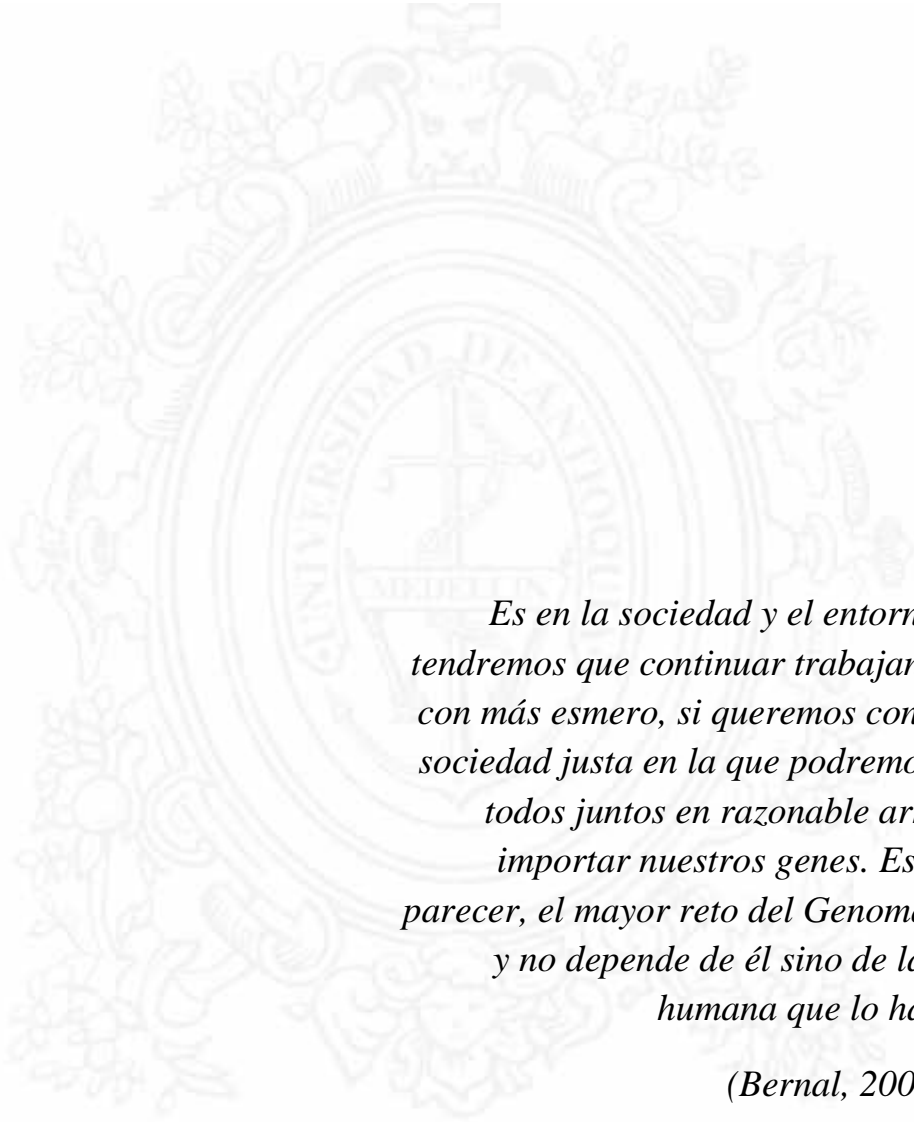 UNIVERSIDAD DE ANTIOQUIA
MEDELLIN
Es en la sociedad y el entorn
tendremos que continuar trabajan
con más esmero, si queremos con
sociedad justa en la que podremo
todos juntos en razonable ar
importar nuestros genes. Es
parecer, el mayor reto del Genoma
y no depende de él sino de la
humana que lo ha
(Bernal, 200